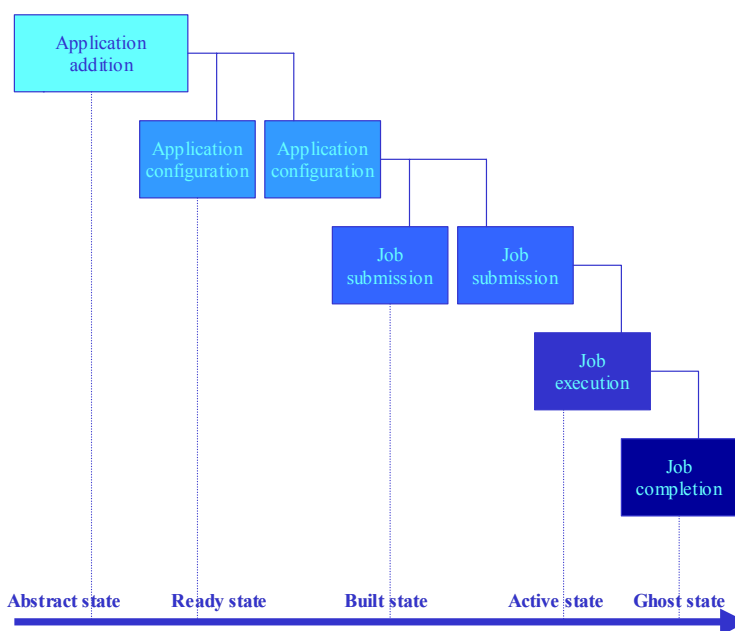 Application
addition
Application
configuration
Application
configuration
Job
submission
Job
submission
Job
execution
Job
completion
Abstract state
Ready state
Built state
Active state
Ghost state